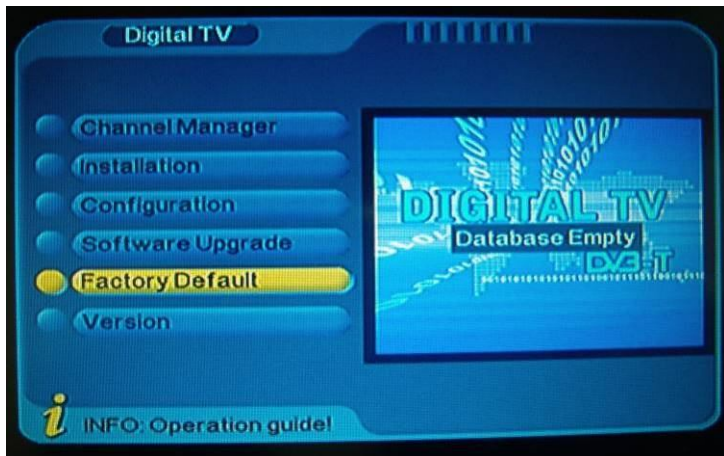 Digital TV
Channel Manager
Installation
Configuration
Software Upgrade
Factory Default
Version
DIGITAL TV
Database Empty
DVB-T
INFO: Operation guide!